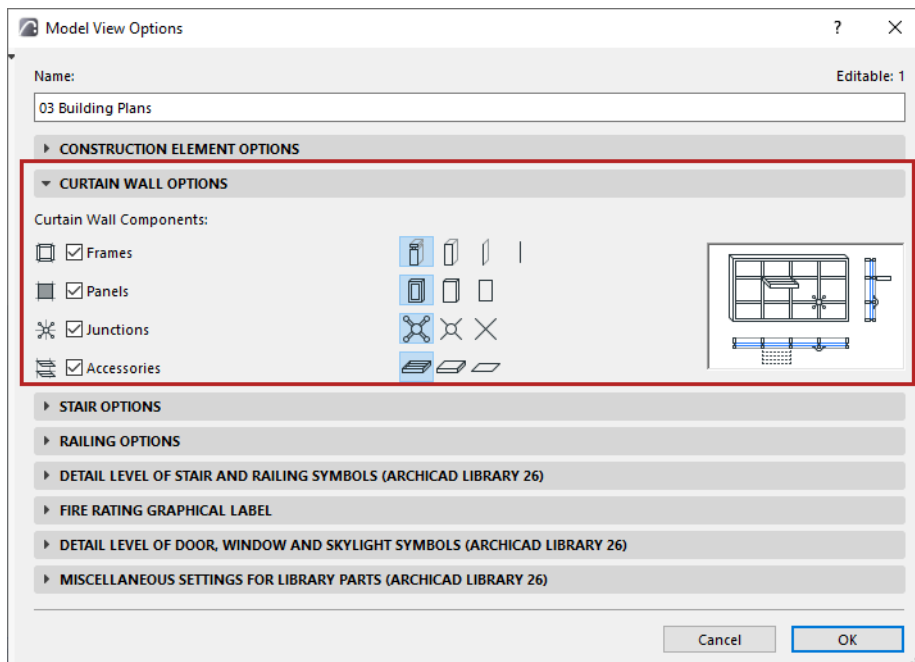 Model View Options
?
Name:
Editable: 1
03 Building Plans
CONSTRUCTION ELEMENT OPTIONS
CURTAIN WALL OPTIONS
Curtain Wall Components:
Frames
Panels
Junctions
Accessories
STAIR OPTIONS
RAILING OPTIONS
DETAIL LEVEL OF STAIR AND RAILING SYMBOLS (ARCHICAD LIBRARY 26)
FIRE RATING GRAPHICAL LABEL
DETAIL LEVEL OF DOOR, WINDOW AND SKYLIGHT SYMBOLS (ARCHICAD LIBRARY 26)
MISCELLANEOUS SETTINGS FOR LIBRARY PARTS (ARCHICAD LIBRARY 26)
Cancel
OK